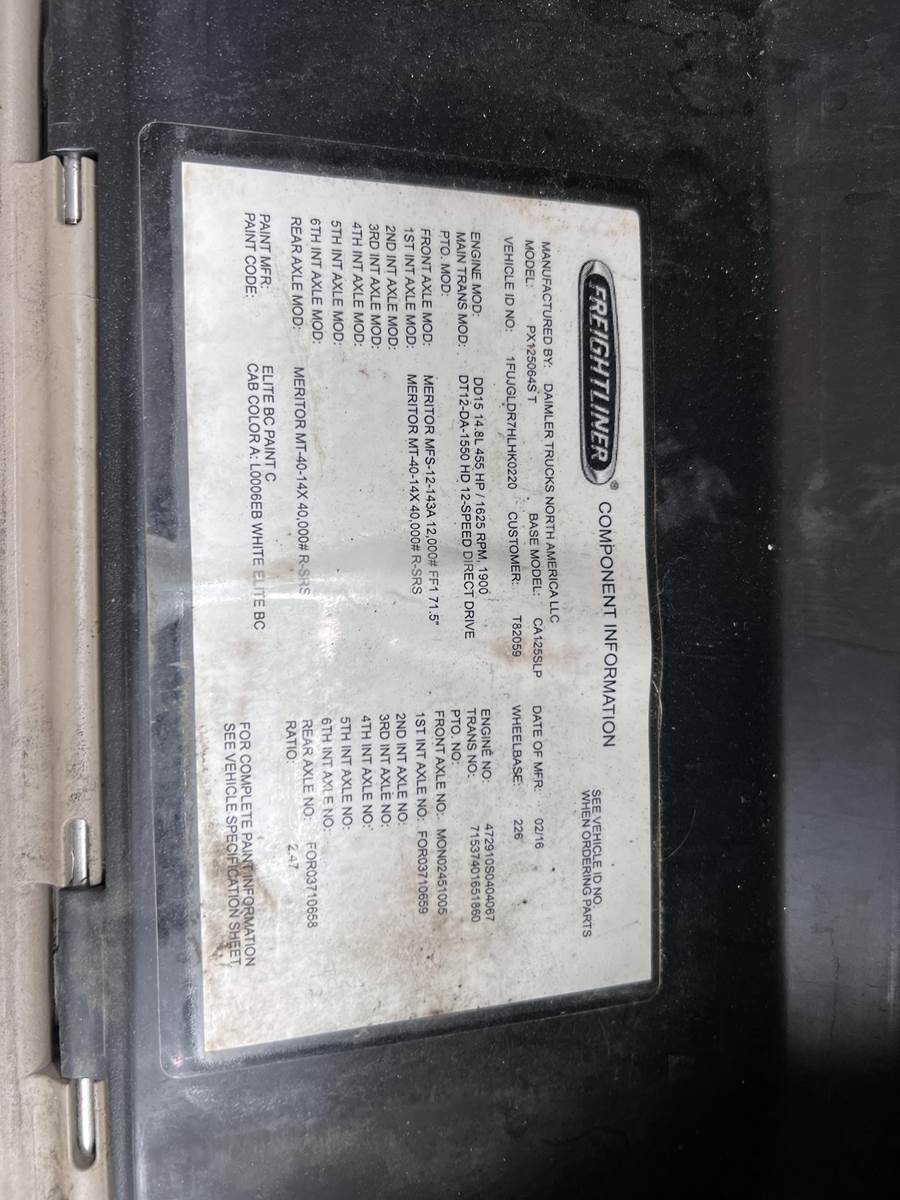 FREIGHTLINER ® COMPONENT INFORMATION
SEE VEHICLE ID NO.
WHEN ORDERING PARTS
MANUFACTURED BY: DAIMLER TRUCKS NORTH AMERICA LLC
MODEL: PX125064S T BASE MODEL: CA125SLP DATE OF MFR: 02/16
VEHICLE ID NO: 1FUJGLDR7HLHK0220 CUSTOMER: T82059 WHEELBASE: 226
ENGINE MOD: DD15 14.8L 455 HP / 1625 RPM, 1900 ENGINE NO: 472910S0404067
MAIN TRANS MOD: DT12-DA-1550 HD 12-SPEED DIRECT DRIVE TRANS NO: 71537401651860
PTO. MOD: PTO. NO:
FRONT AXLE MOD: MERITOR MFS-12-143A 12,000# FF1 71.5" FRONT AXLE NO: MON02451005
1ST INT AXLE MOD: MERITOR MT-40-14X 40,000# R-SRS 1ST INT AXLE NO: FOR03710659
2ND INT AXLE MOD: 2ND INT AXLE NO:
3RD INT AXLE MOD: 3RD INT AXLE NO:
4TH INT AXLE MOD: 4TH INT AXLE NO:
5TH INT AXLE MOD: 5TH INT AXLE NO:
6TH INT AXLE MOD: 6TH INT AXLE NO:
REAR AXLE MOD: MERITOR MT-40-14X 40,000# R-SRS REAR AXLE NO: FOR03710658
RATIO: 2.47
PAINT MFR: ELITE BC PAINT C
PAINT CODE: CAB COLOR A: L0006EB WHITE ELITE BC
FOR COMPLETE PAINT INFORMATION
SEE VEHICLE SPECIFICATION SHEET.